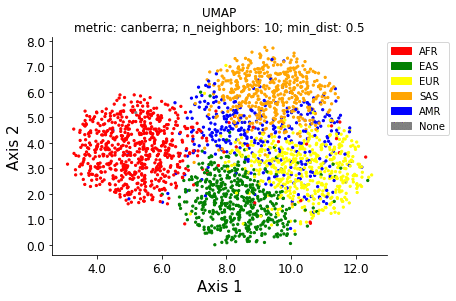 UMAP
metric: canberra; n_neighbors: 10; min_dist: 0.5
8.0
7.0
6.0
5.0
4.0
3.0
2.0
1.0
0.0
Axis 2
4.0 6.0 8.0 10.0 12.0
Axis 1
AFR
EAS
EUR
SAS
AMR
None